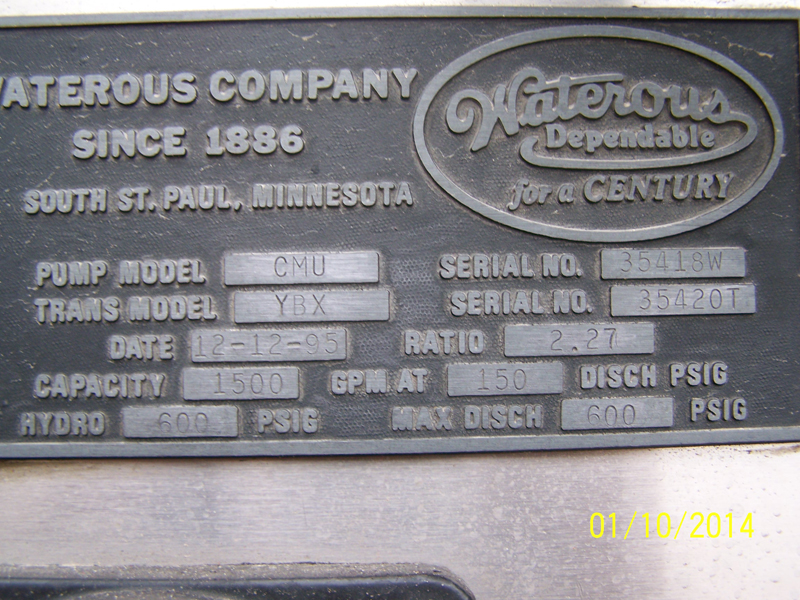 WATEROUS COMPANY
SINCE 1886
SOUTH ST. PAUL, MINNESOTA
Waterous
Dependable
for a CENTURY
PUMP MODEL CMU SERIAL NO. 35418W
TRANS MODEL YBX SERIAL NO. 35420T
DATE 12-12-95 RATIO 2.27
CAPACITY 1500 GPM AT 150 DISCH PSIG
HYDRO 600 PSIG MAX DISCH 600 PSIG
01/10/2014